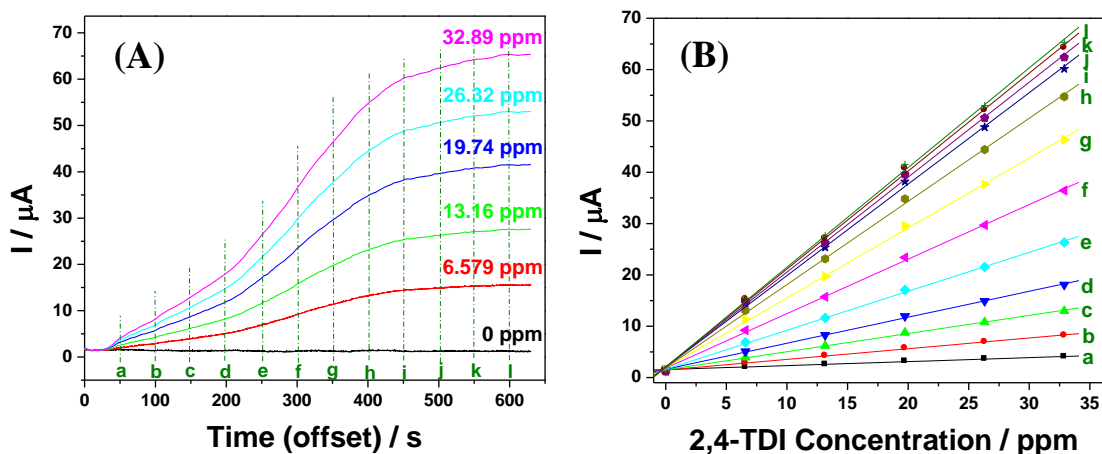 (A)
70
60
50
40
30
20
10
0
I / μA
32.89 ppm
26.32 ppm
19.74 ppm
13.16 ppm
6.579 ppm
0 ppm
a b c d e f g h i j k l
0 100 200 300 400 500 600
Time (offset) / s
(B)
70
60
50
40
30
20
10
0
I / μA
l
k
j
i
h
g
f
e
d
c
b
a
0 5 10 15 20 25 30 35
2,4-TDI Concentration / ppm